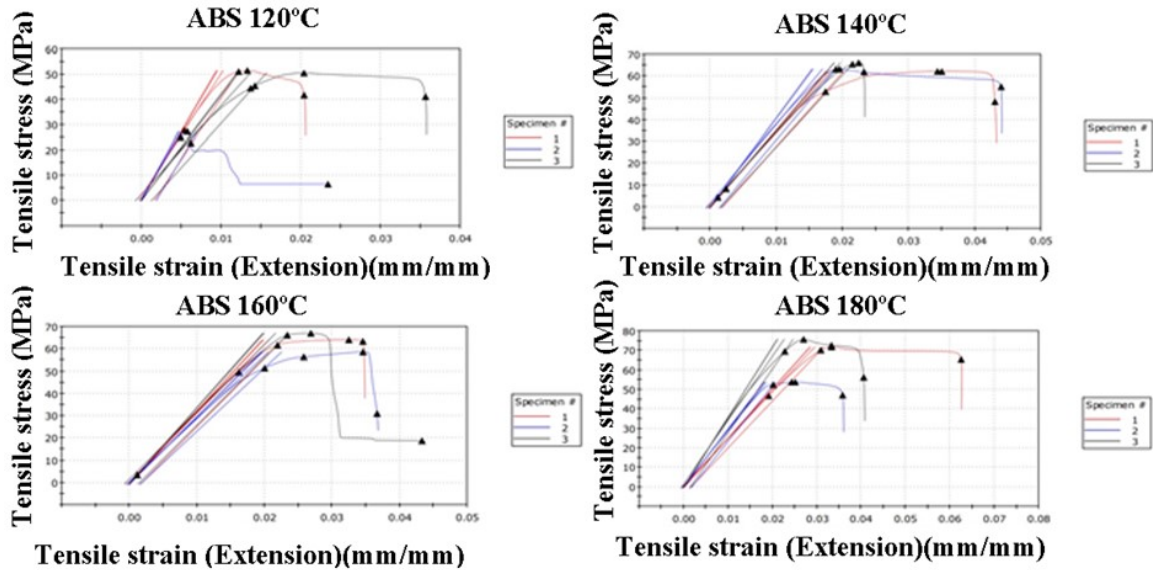 ABS 120ºC
Tensile stress (MPa)
60
50
40
30
20
10
0
0.00 0.01 0.02 0.03 0.04
Tensile strain (Extension)(mm/mm)
Specimen #
1
2
3
ABS 140ºC
Tensile stress (MPa)
70
60
50
40
30
20
10
0
0.00 0.01 0.02 0.03 0.04 0.05
Tensile strain (Extension)(mm/mm)
Specimen #
1
2
3
ABS 160ºC
Tensile stress (MPa)
70
60
50
40
30
20
10
0
0.00 0.01 0.02 0.03 0.04 0.05
Tensile strain (Extension)(mm/mm)
Specimen #
1
2
3
ABS 180ºC
Tensile stress (MPa)
80
70
60
50
40
30
20
10
0
0.00 0.01 0.02 0.03 0.04 0.05 0.06 0.07 0.08
Tensile strain (Extension)(mm/mm)
Specimen #
1
2
3